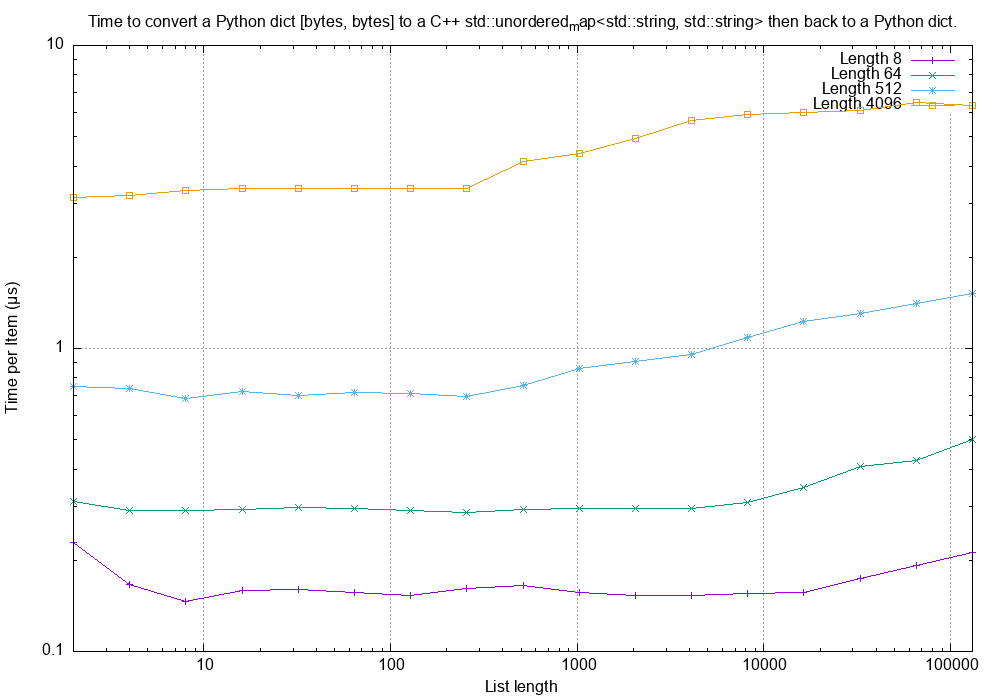 Time to convert a Python dict [bytes, bytes] to a C++ std::unorderedmap<std::string, std::string> then back to a Python dict.
10
Length 8
Length 64
Length 512
Length 4096
Time per Item (µs)
1
0.1
10
100
1000
10000
100000
List length